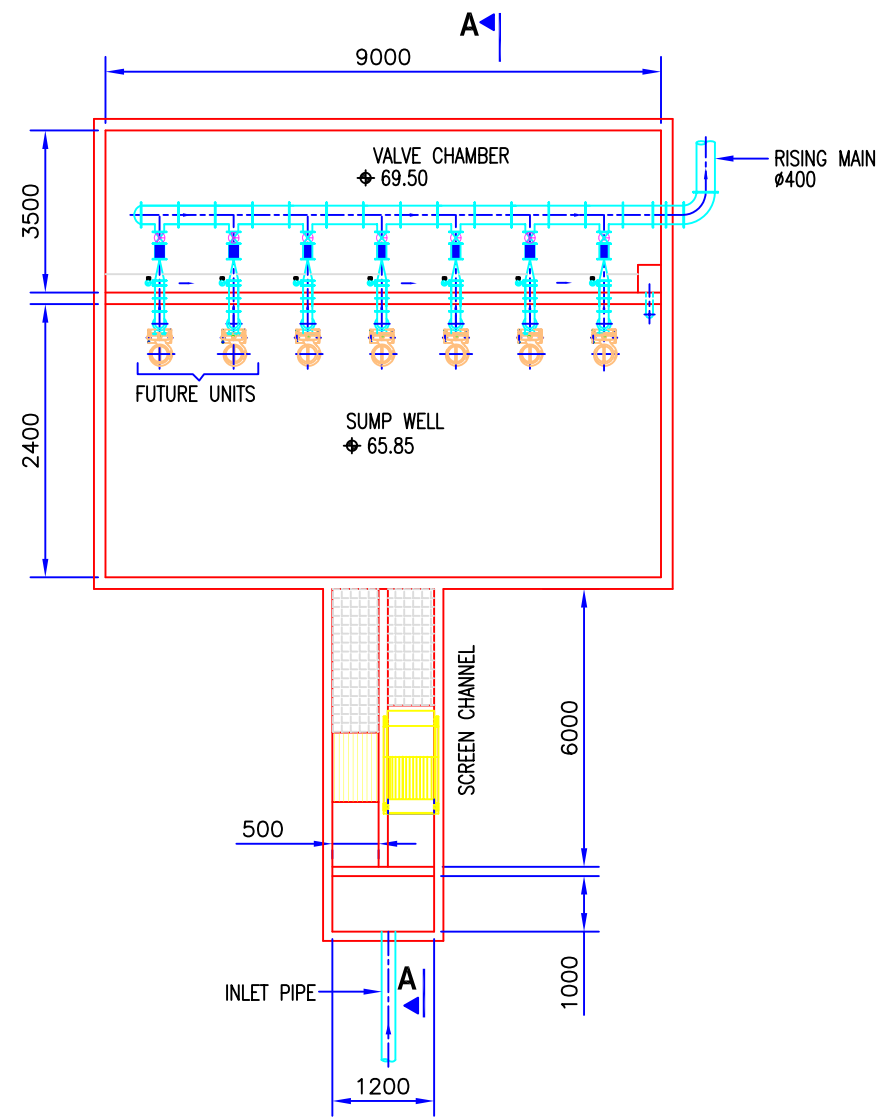 A
9000
VALVE CHAMBER
69.50
RISING MAIN
ø400
3500
FUTURE UNITS
2400
SUMP WELL
65.85
SCREEN CHANNEL
6000
500
A
INLET PIPE
1000
1200